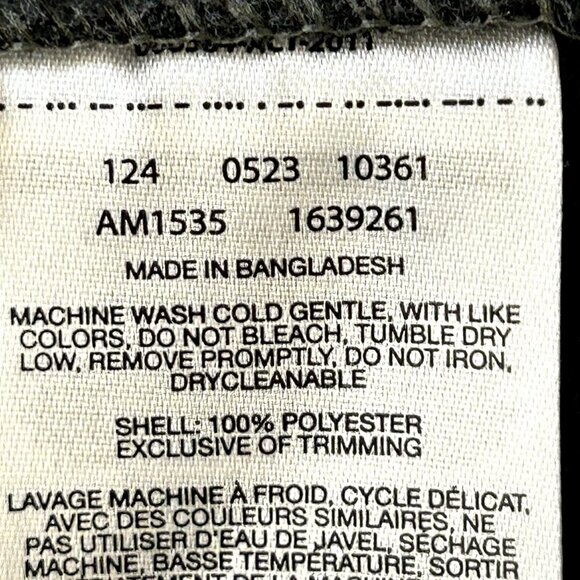 124 0523 10361
AM1535 1639261
MADE IN BANGLADESH
MACHINE WASH COLD GENTLE, WITH LIKE
COLORS, DO NOT BLEACH, TUMBLE DRY
LOW, REMOVE PROMPTLY, DO NOT IRON,
DRYCLEANABLE
SHELL: 100% POLYESTER
EXCLUSIVE OF TRIMMING
LAVAGE MACHINE À FROID, CYCLE DÉLICAT,
AVEC DES COULEURS SIMILAIRES, NE
PAS UTILISER D'EAU DE JAVEL, SÉCHAGE
MACHINE, BASSE TEMPÉRATURE, SORTIR